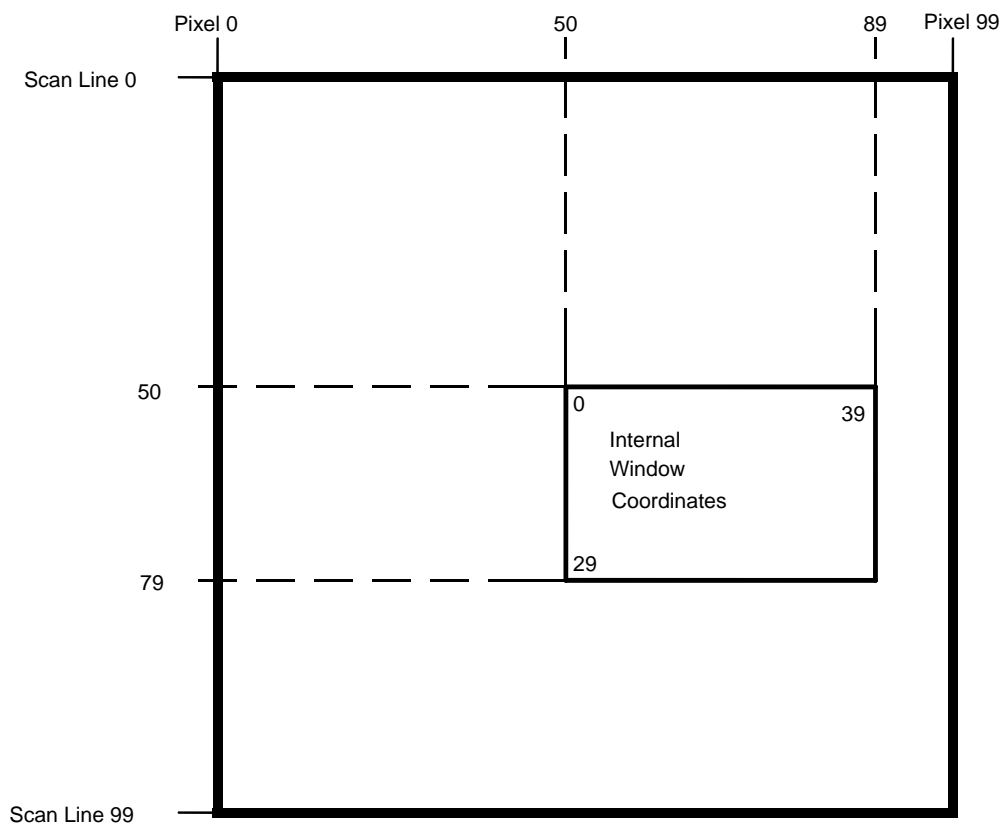 Pixel 0
50
89
Pixel 99
Scan Line 0
50
0
39
Internal
Window
Coordinates
29
79
Scan Line 99